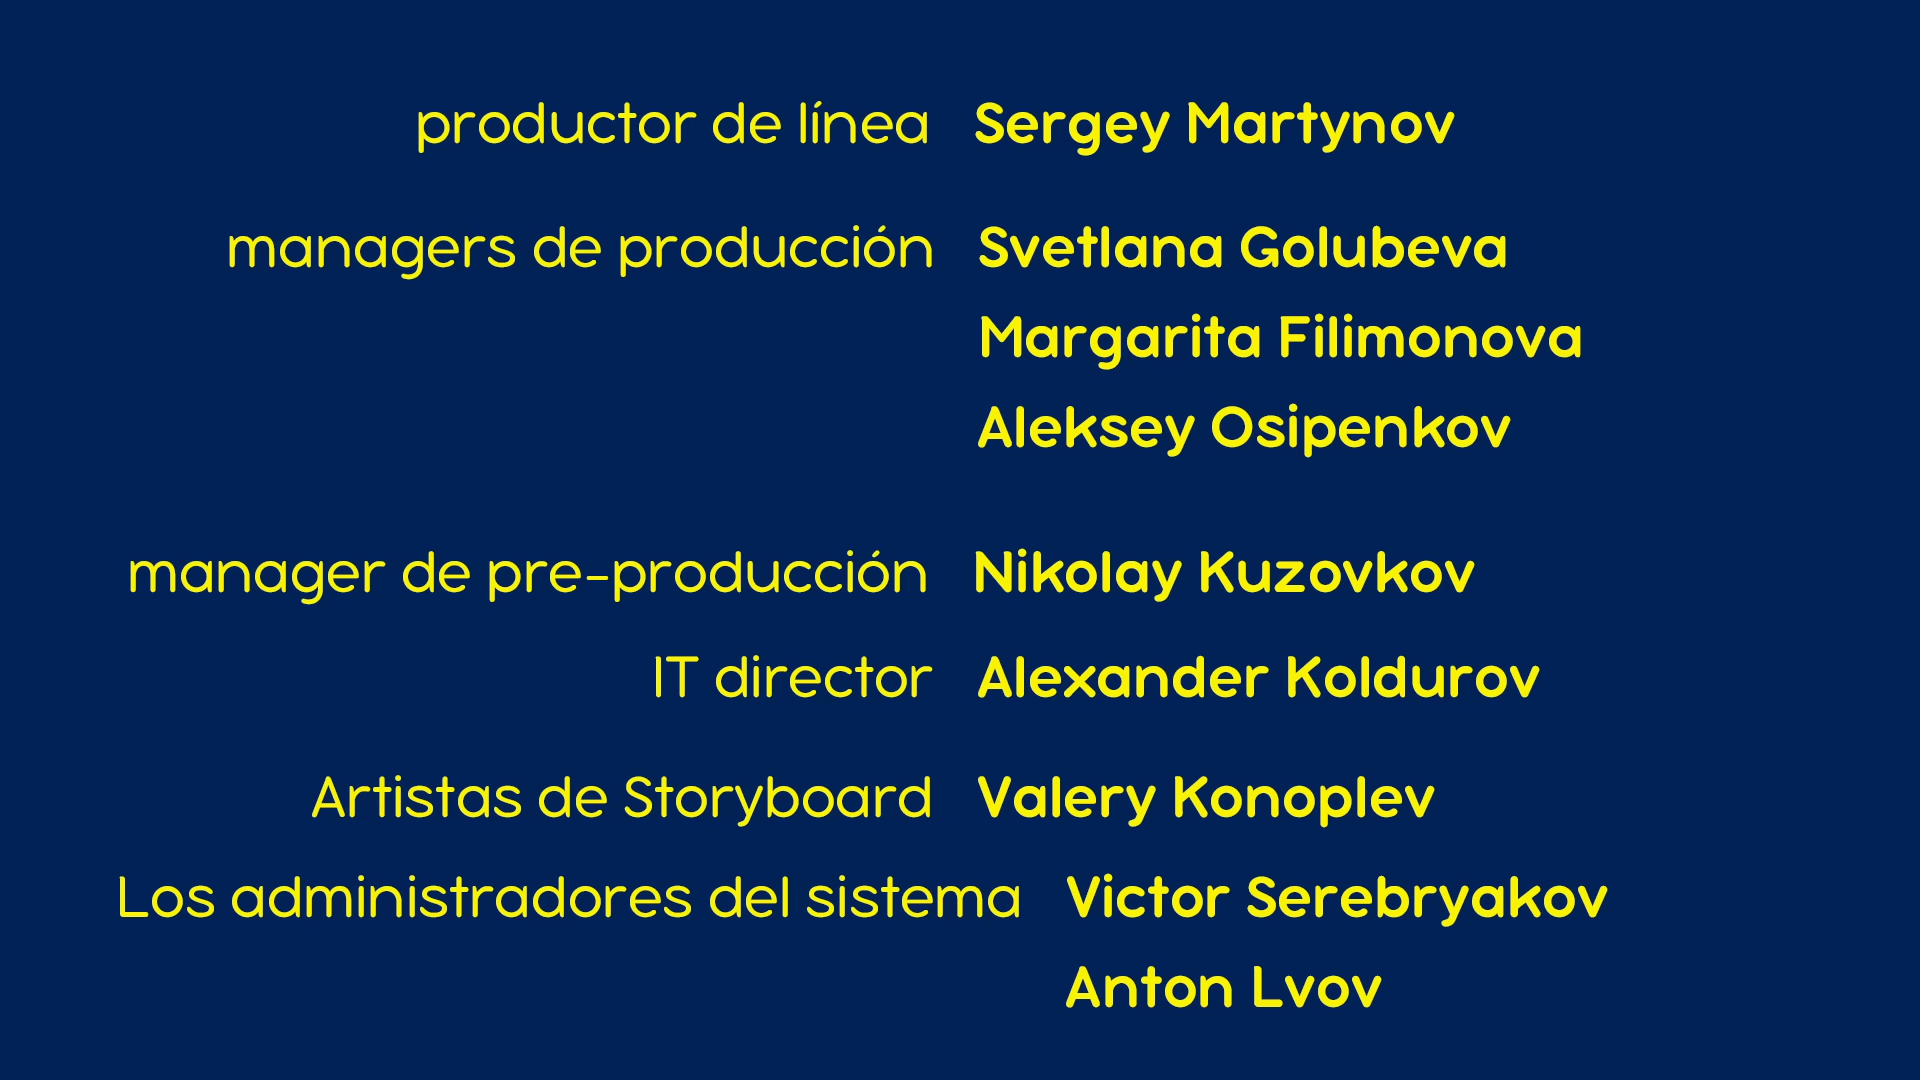 productor de línea Sergey Martynov
managers de producción Svetlana Golubeva
Margarita Filimonova
Aleksey Osipenkov
manager de pre-producción Nikolay Kuzovkov
IT director Alexander Koldurov
Artistas de Storyboard Valery Konoplev
Los administradores del sistema Victor Serebryakov
Anton Lvov